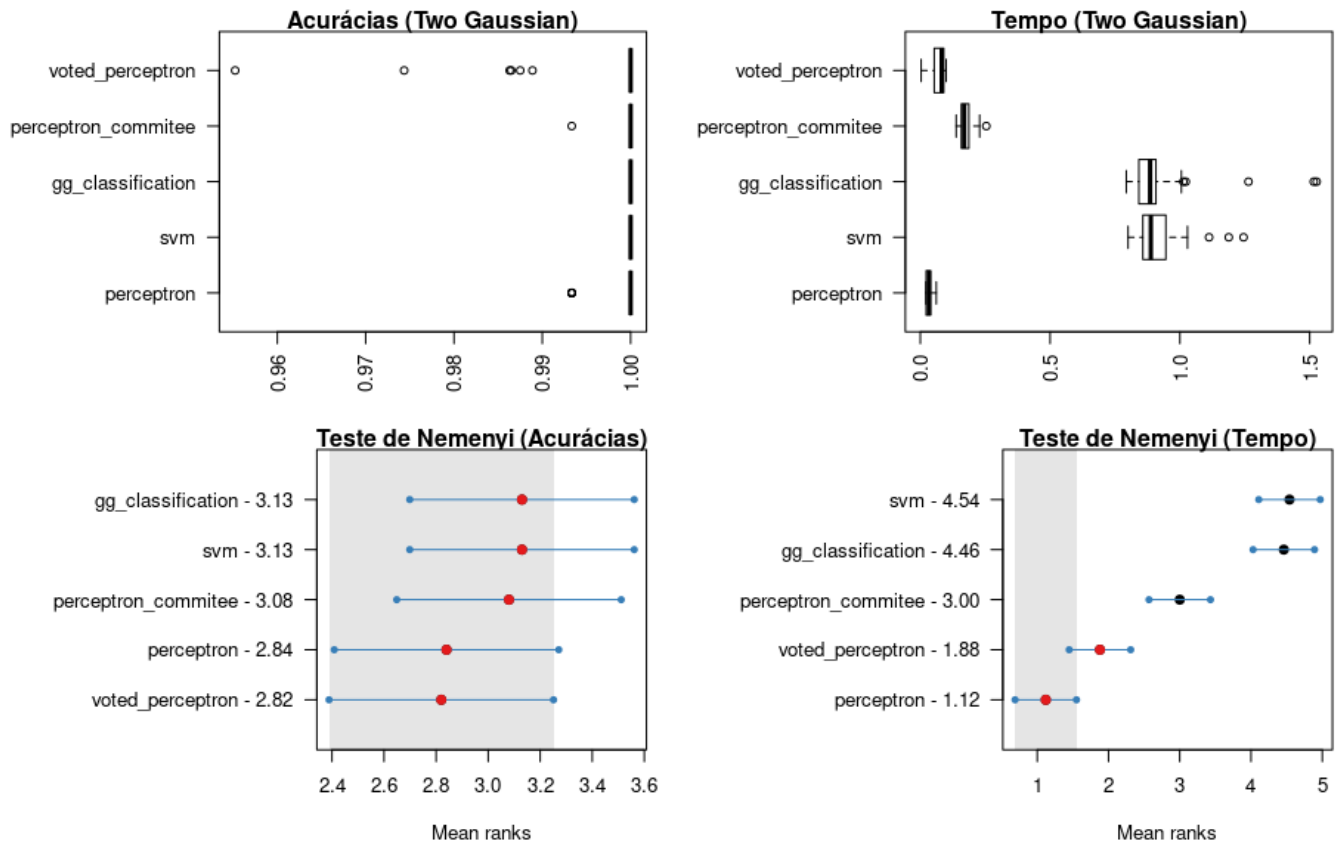 Acurácias (Two Gaussian)
voted_perceptron
perceptron_commitee
gg_classification
svm
perceptron
0.96
0.97
0.98
0.99
1.00
Tempo (Two Gaussian)
voted_perceptron
perceptron_commitee
gg_classification
svm
perceptron
0.0
0.5
1.0
1.5
Teste de Nemenyi (Acurácias)
gg_classification - 3.13
svm - 3.13
perceptron_commitee - 3.08
perceptron - 2.84
voted_perceptron - 2.82
2.4 2.6 2.8 3.0 3.2 3.4 3.6
Mean ranks
Teste de Nemenyi (Tempo)
svm - 4.54
gg_classification - 4.46
perceptron_commitee - 3.00
voted_perceptron - 1.88
perceptron - 1.12
1 2 3 4 5
Mean ranks